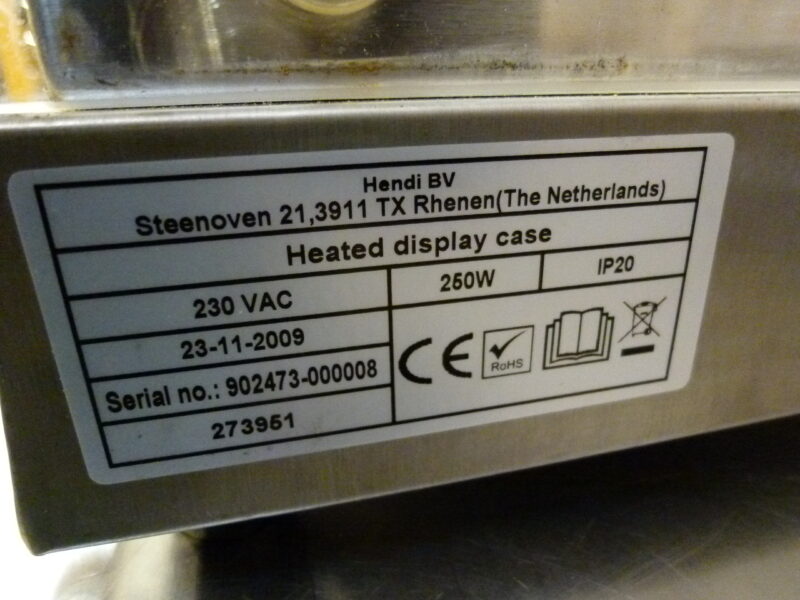 Hendi BV
Steenoven 21,3911 TX Rhenen(The Netherlands)
Heated display case
230 VAC
250W
IP20
23-11-2009
Serial no.: 902473-000008
273951
CE
RoHS